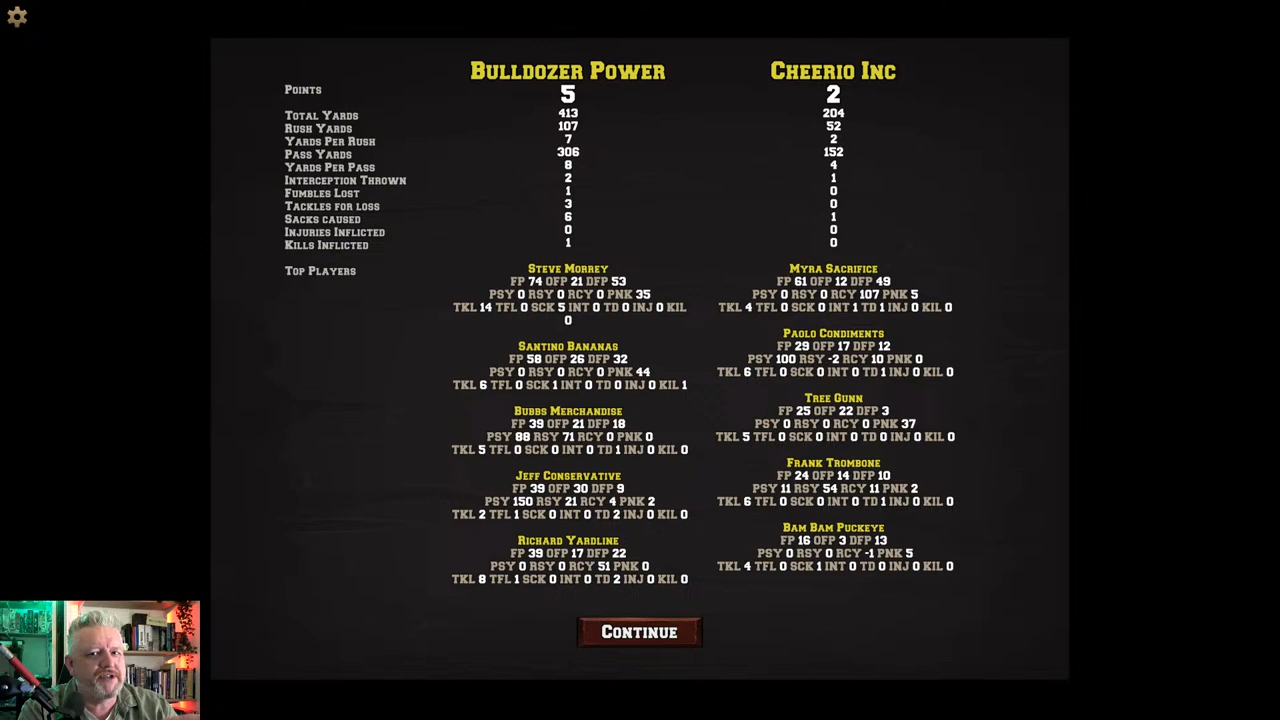 Bulldozer Power Cheerio Inc
Points 5 2
Total Yards 413 204
Rush Yards 107 52
Yards Per Rush 7 2
Pass Yards 306 152
Yards Per Pass 8 4
Interception Thrown 2 1
Fumbles Lost 1 0
Tackles for loss 3 0
Sacks caused 6 1
Injuries Inflicted 0 0
Kills Inflicted 1 0
Top Players
Steve Morrey
FP 74 OFP 21 DFP 53
PSY 0 RSY 0 RCY 0 PNK 35
TKL 14 TFL 0 SCK 5 INT 0 TD 0 INJ 0 KIL
0
Santino Bananas
FP 58 OFP 26 DFP 32
PSY 0 RSY 0 RCY 0 PNK 44
TKL 6 TFL 0 SCK 1 INT 0 TD 0 INJ 0 KIL 1
Bubbs Merchandise
FP 39 OFP 21 DFP 18
PSY 88 RSY 71 RCY 0 PNK 0
TKL 5 TFL 0 SCK 0 INT 0 TD 1 INJ 0 KIL 0
Jeff Conservative
FP 39 OFP 30 DFP 9
PSY 150 RSY 21 RCY 4 PNK 2
TKL 2 TFL 1 SCK 0 INT 0 TD 2 INJ 0 KIL 0
Richard Yardline
FP 39 OFP 17 DFP 22
PSY 0 RSY 0 RCY 51 PNK 0
TKL 8 TFL 1 SCK 0 INT 0 TD 2 INJ 0 KIL 0
Myra Sacrifice
FP 61 OFP 12 DFP 49
PSY 0 RSY 0 RCY 107 PNK 5
TKL 4 TFL 0 SCK 0 INT 1 TD 1 INJ 0 KIL 0
Paolo Condiments
FP 29 OFP 17 DFP 12
PSY 100 RSY -2 RCY 10 PNK 0
TKL 6 TFL 0 SCK 0 INT 0 TD 1 INJ 0 KIL 0
Tree Gunn
FP 25 OFP 22 DFP 3
PSY 0 RSY 0 RCY 0 PNK 37
TKL 5 TFL 0 SCK 0 INT 0 TD 0 INJ 0 KIL 0
Frank Trombone
FP 24 OFP 14 DFP 10
PSY 11 RSY 54 RCY 11 PNK 2
TKL 6 TFL 0 SCK 0 INT 0 TD 1 INJ 0 KIL 0
Bam Bam Puckeye
FP 16 OFP 3 DFP 13
PSY 0 RSY 0 RCY -1 PNK 5
TKL 4 TFL 0 SCK 1 INT 0 TD 0 INJ 0 KIL 0
Continue